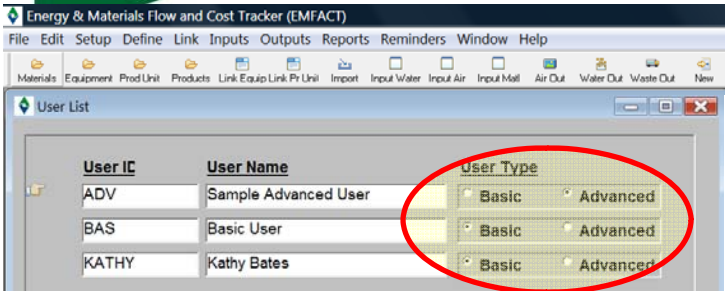 Energy & Materials Flow and Cost Tracker (EMFACT)
File Edit Setup Define Link Inputs Outputs Reports Reminders Window Help
Materials Equipment Prod Unit Products Link Equip Link Pr Unit Import Input Water Input Air Input Matl Air Out Water Out Waste Out New
User List
User ID User Name User Type
ADV Sample Advanced User Basic Advanced
BAS Basic User Basic Advanced
KATHY Kathy Bates Basic Advanced